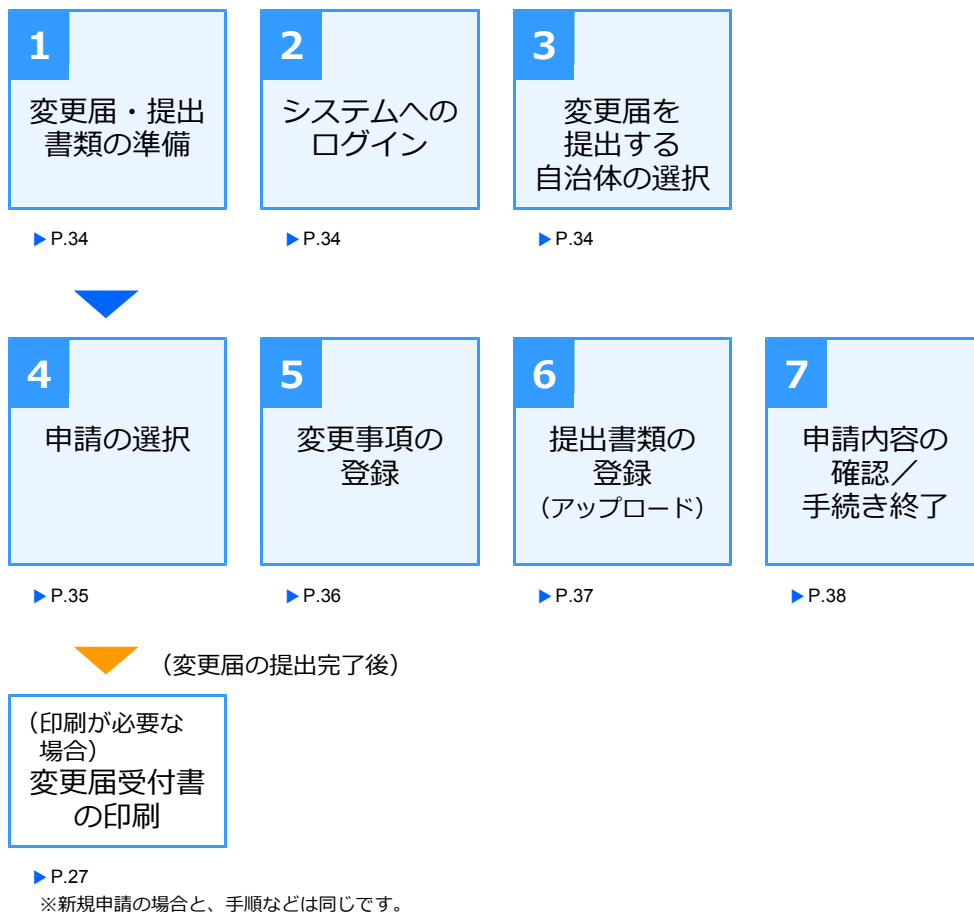 1
変更届・提出
書類の準備
▶ P.34
2
システムへの
ログイン
▶ P.34
3
変更届を
提出する
自治体の選択
▶ P.34
4
申請の選択
▶ P.35
5
変更事項の
登録
▶ P.36
6
提出書類の
登録
（アップロード）
▶ P.37
7
申請内容の
確認／
手続き終了
▶ P.38
（変更届の提出完了後）
（印刷が必要な
場合）
変更届受付書
の印刷
▶ P.27
※新規申請の場合と、手順などは同じです。